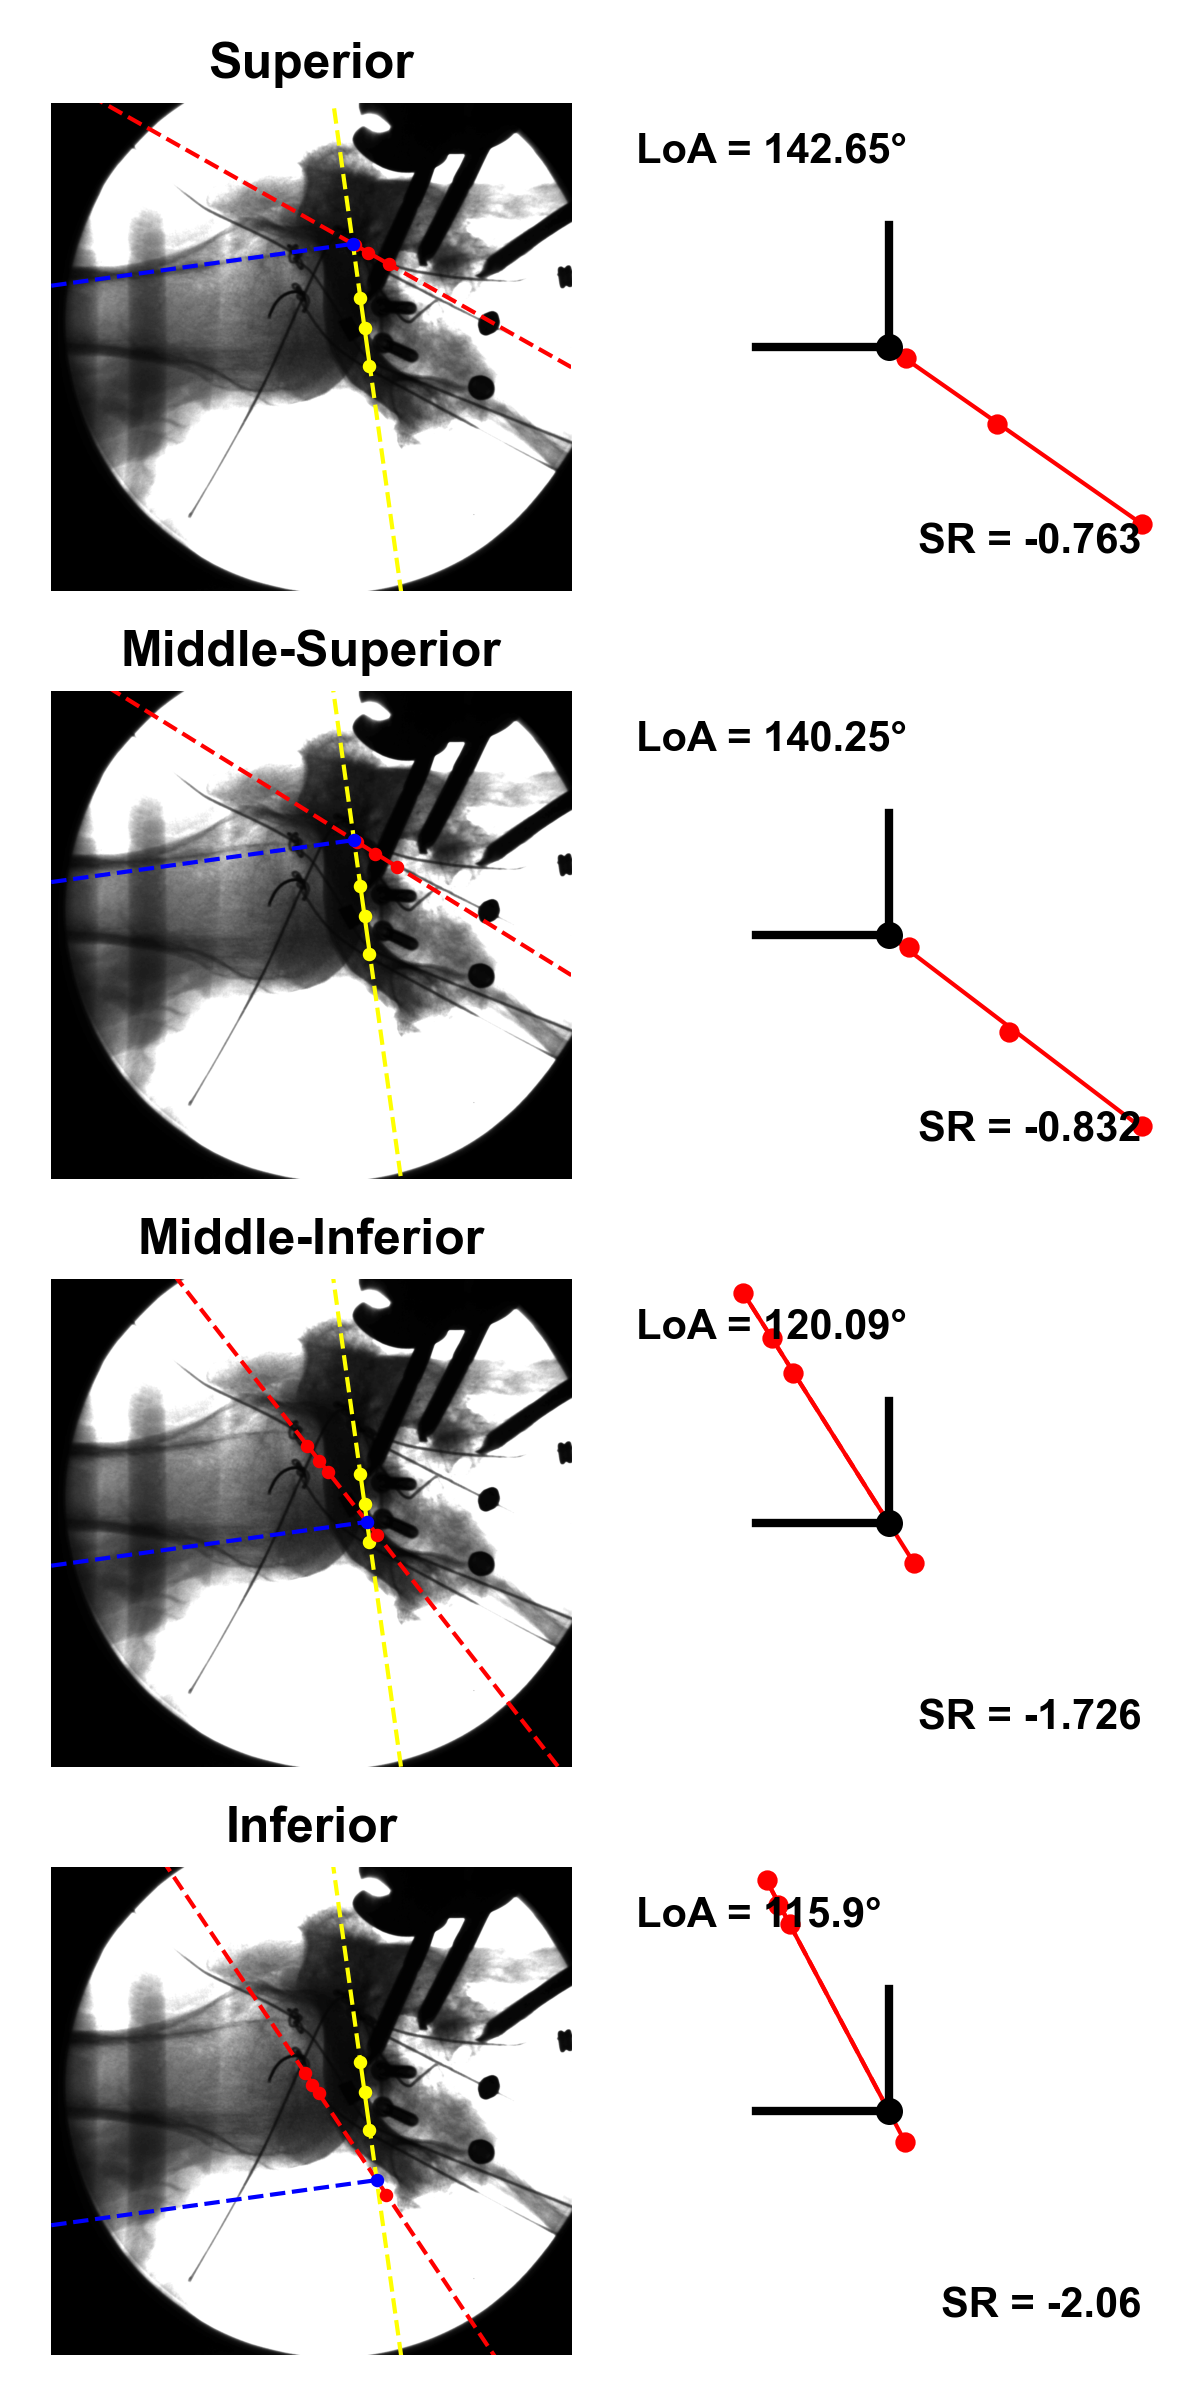 Superior
LoA = 142.65°
SR = -0.763
Middle-Superior
LoA = 140.25°
SR = -0.832
Middle-Inferior
LoA = 120.09°
SR = -1.726
Inferior
LoA = 115.9°
SR = -2.06